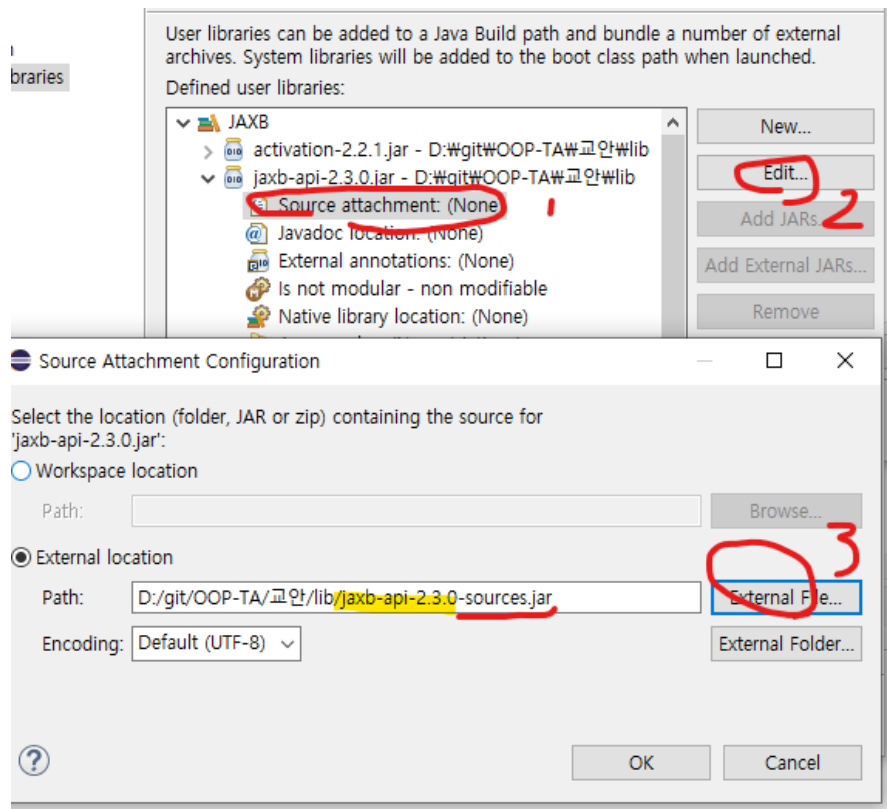 User libraries can be added to a Java Build path and bundle a number of external
archives. System libraries will be added to the boot class path when launched.
braries
Defined user libraries:
JAXB
New...
activation-2.2.1.jar - D:₩git₩OOP-TA₩교안₩lib
jaxb-api-2.3.0.jar - D:₩git₩OOP-TA₩교안₩lib
Edit...
Source attachment: (None)
1
2
Add JARs...
Javadoc location: (None)
External annotations: (None)
Add External JARs...
Is not modular - non modifiable
Native library location: (None)
Remove
Source Attachment Configuration
Select the location (folder, JAR or zip) containing the source for
'jaxb-api-2.3.0.jar':
Workspace location
Path:
Browse...
3
External location
Path:
D:/git/OOP-TA/교안/lib/jaxb-api-2.3.0-sources.jar
External File...
Encoding:
Default (UTF-8)
External Folder...
?
OK
Cancel